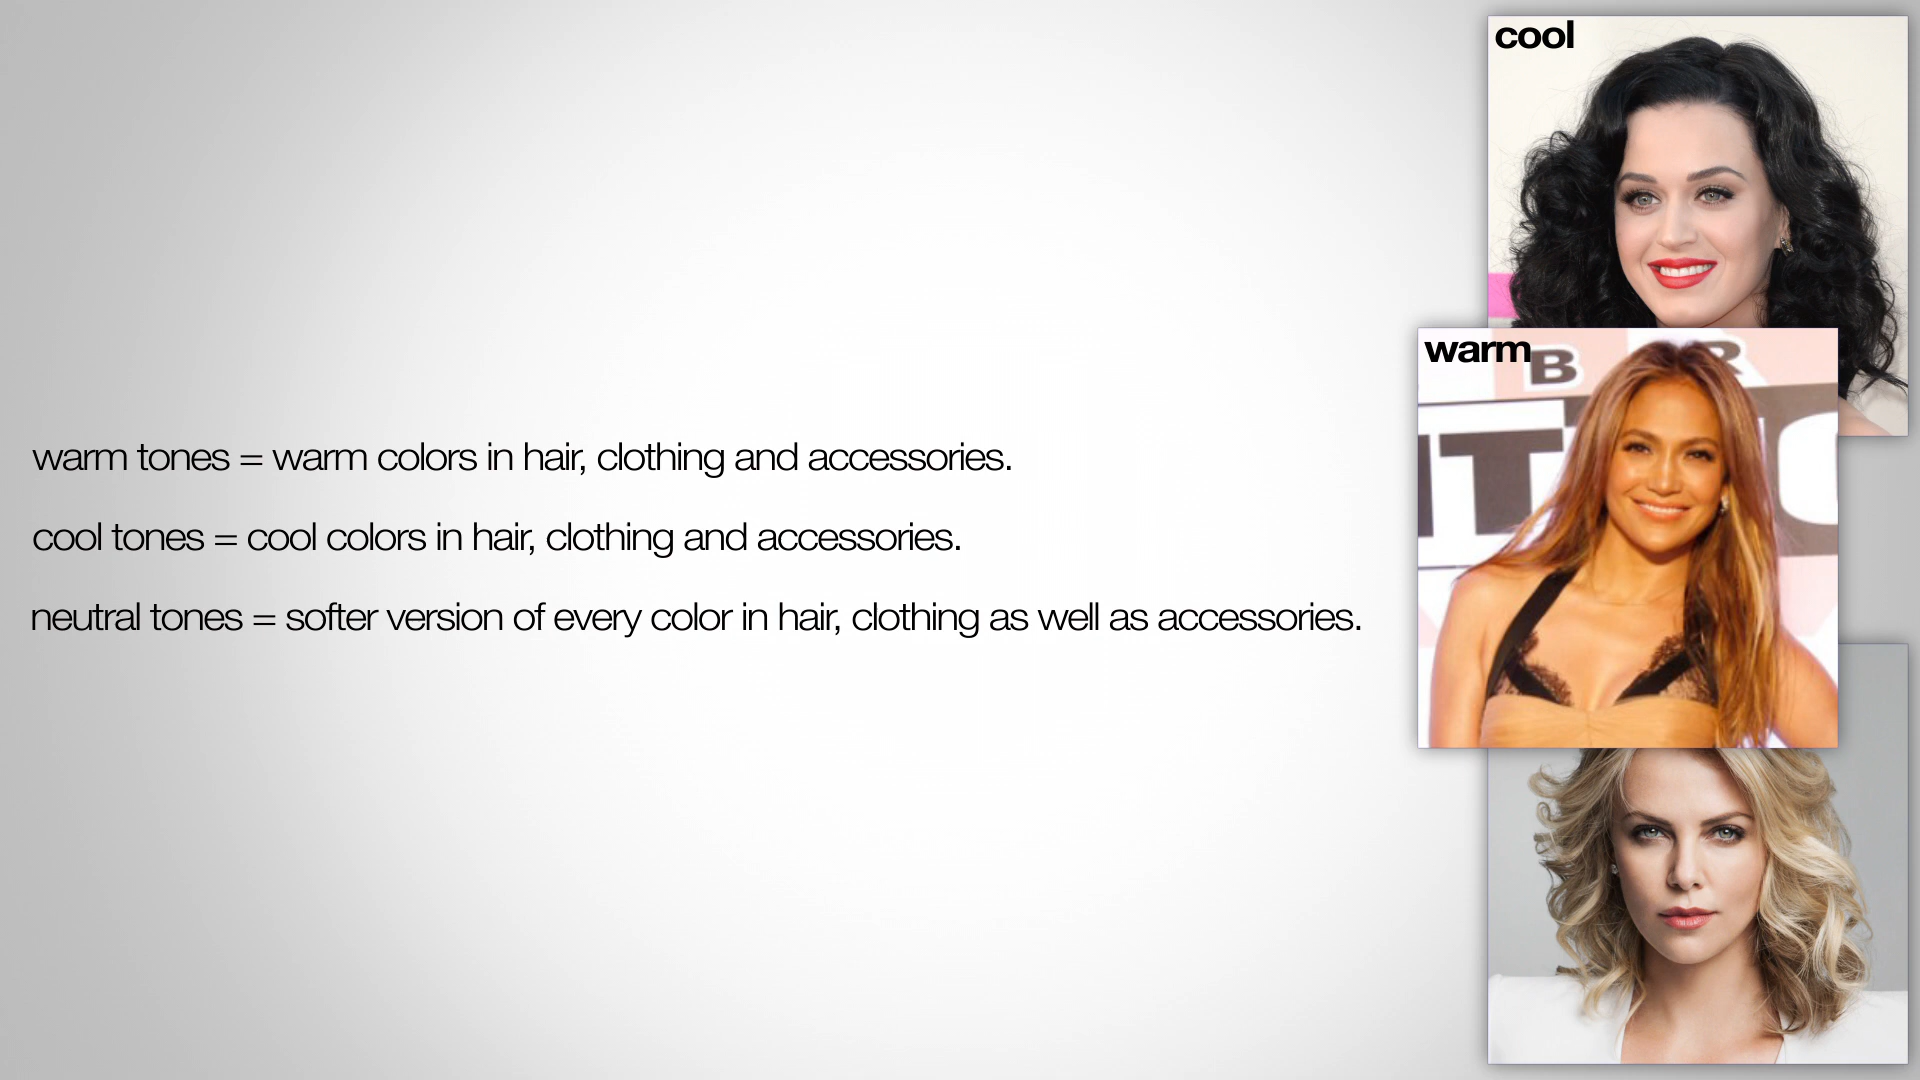 cool
warm
B R
ITIC
warm tones = warm colors in hair, clothing and accessories.
cool tones = cool colors in hair, clothing and accessories.
neutral tones = softer version of every color in hair, clothing as well as accessories.